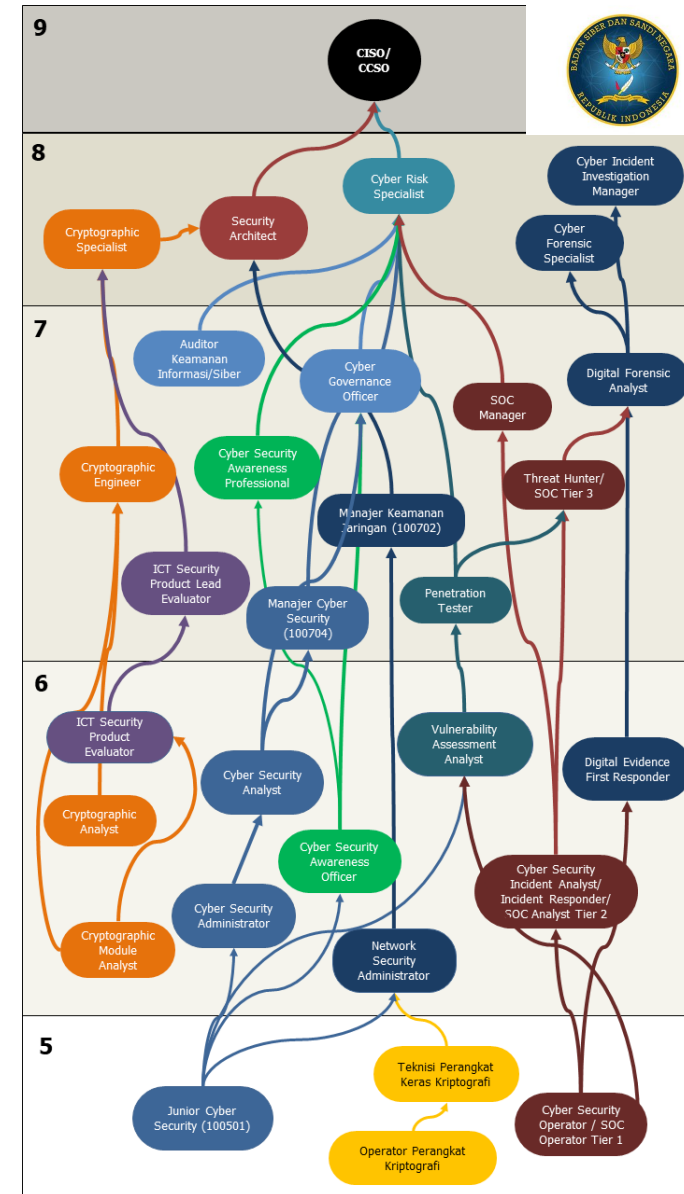 9
CISO/
CCSO
BADAN SIBER DAN SANDI NEGARA
REPUBLIK INDONESIA
8
Cyber Incident
Investigation
Manager
Cyber Risk
Specialist
Security
Architect
Cryptographic
Specialist
Cyber
Forensic
Specialist
7
Auditor
Keamanan
Informasi/Siber
Cyber
Governance
Officer
Digital Forensic
Analyst
SOC
Manager
Cryptographic
Engineer
Cyber Security
Awareness
Professional
Threat Hunter/
SOC Tier 3
Manajer Keamanan
Jaringan (100702)
ICT Security
Product Lead
Evaluator
Manajer Cyber
Security
(100704)
Penetration
Tester
6
ICT Security
Product
Evaluator
Vulnerability
Assessment
Analyst
Cyber Security
Analyst
Digital Evidence
First Responder
Cryptographic
Analyst
Cyber Security
Awareness
Officer
Cyber Security
Incident Analyst/
Incident Responder/
SOC Analyst Tier 2
Cyber Security
Administrator
Cryptographic
Module
Analyst
Network
Security
Administrator
5
Teknisi Perangkat
Keras Kriptografi
Junior Cyber
Security (100501)
Cyber Security
Operator / SOC
Operator Tier 1
Operator Perangkat
Kriptografi